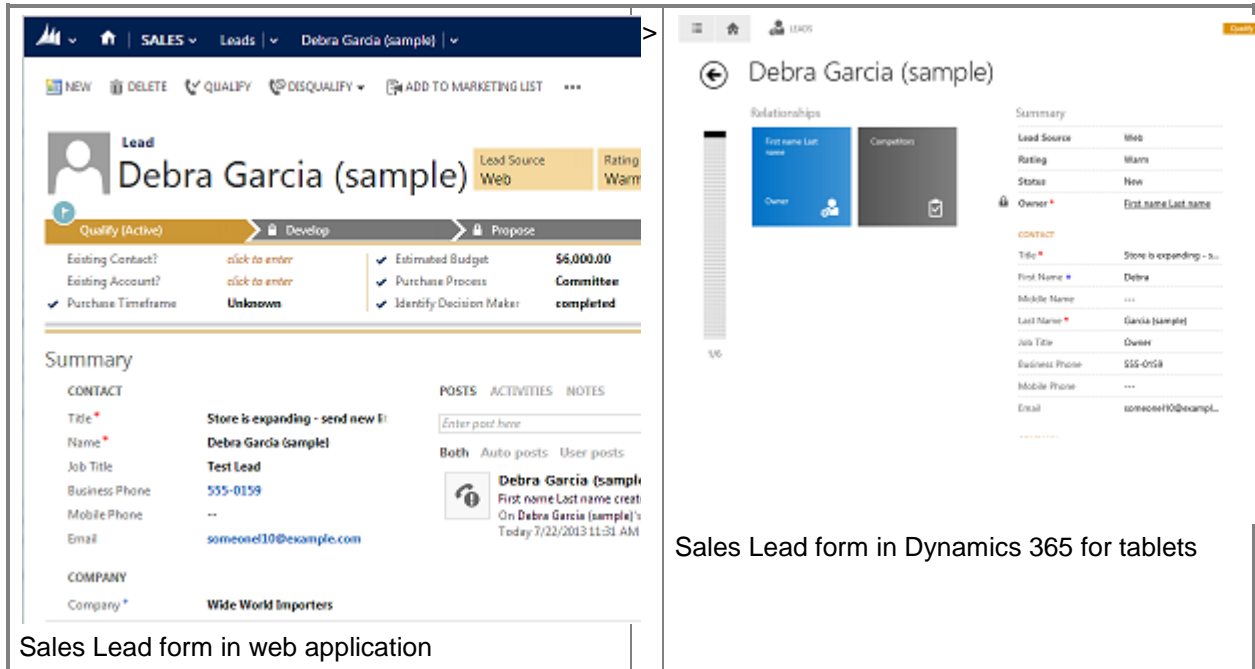 SALES Leads Debra Garcia (sample)
NEW DELETE QUALIFY DISQUALIFY ADD TO MARKETING LIST •••
Lead
Debra Garcia (sample)
Lead Source
Web
Rating
Warm
Qualify (Active) Develop Propose
Existing Contact? click to enter Estimated Budget $6,000.00
Existing Account? click to enter Purchase Process Committee
Purchase Timeframe Unknown Identify Decision Maker completed
Summary
CONTACT
Title * Store is expanding - send new
Name * Debra Garcia (sample)
Job Title Test Lead
Business Phone 555-0159
Mobile Phone --
Email someonel10@example.com
COMPANY
Company * Wide World Importers
POSTS ACTIVITIES NOTES
Enter post here
Both Auto posts User posts
Debra Garcia (sample
First name Last name creat
On Debra Garcia (sample)'s
Today 7/22/2013 11:31 AM
Sales Lead form in web application
>
LEADS
Qualify
Debra Garcia (sample)
Relationships
First name Last
name
Owner
Competitors
1/6
Summary
Lead Source Web
Rating Warm
Status New
Owner * First name Last name
CONTACT
Title * Store is expanding - s...
First Name * Debra
Middle Name ---
Last Name * Garcia (sample)
Job Title Owner
Business Phone 555-0159
Mobile Phone ---
Email someonel10@exampl...
Sales Lead form in Dynamics 365 for tablets